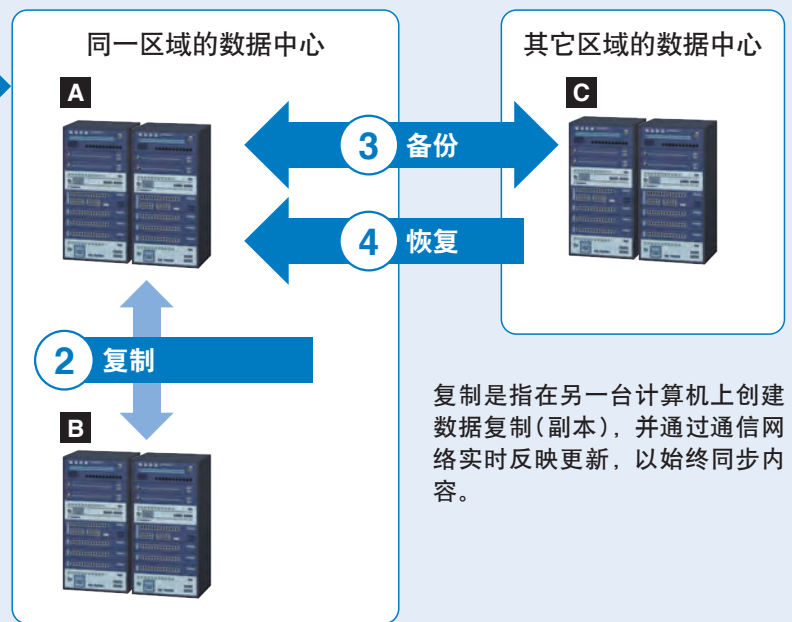 同一区域的数据中心
A
3 备份
4 恢复
2 复制
B
其它区域的数据中心
C
复制是指在另一台计算机上创建
数据复制(副本)，并通过通信网
络实时反映更新，以始终同步内
容。